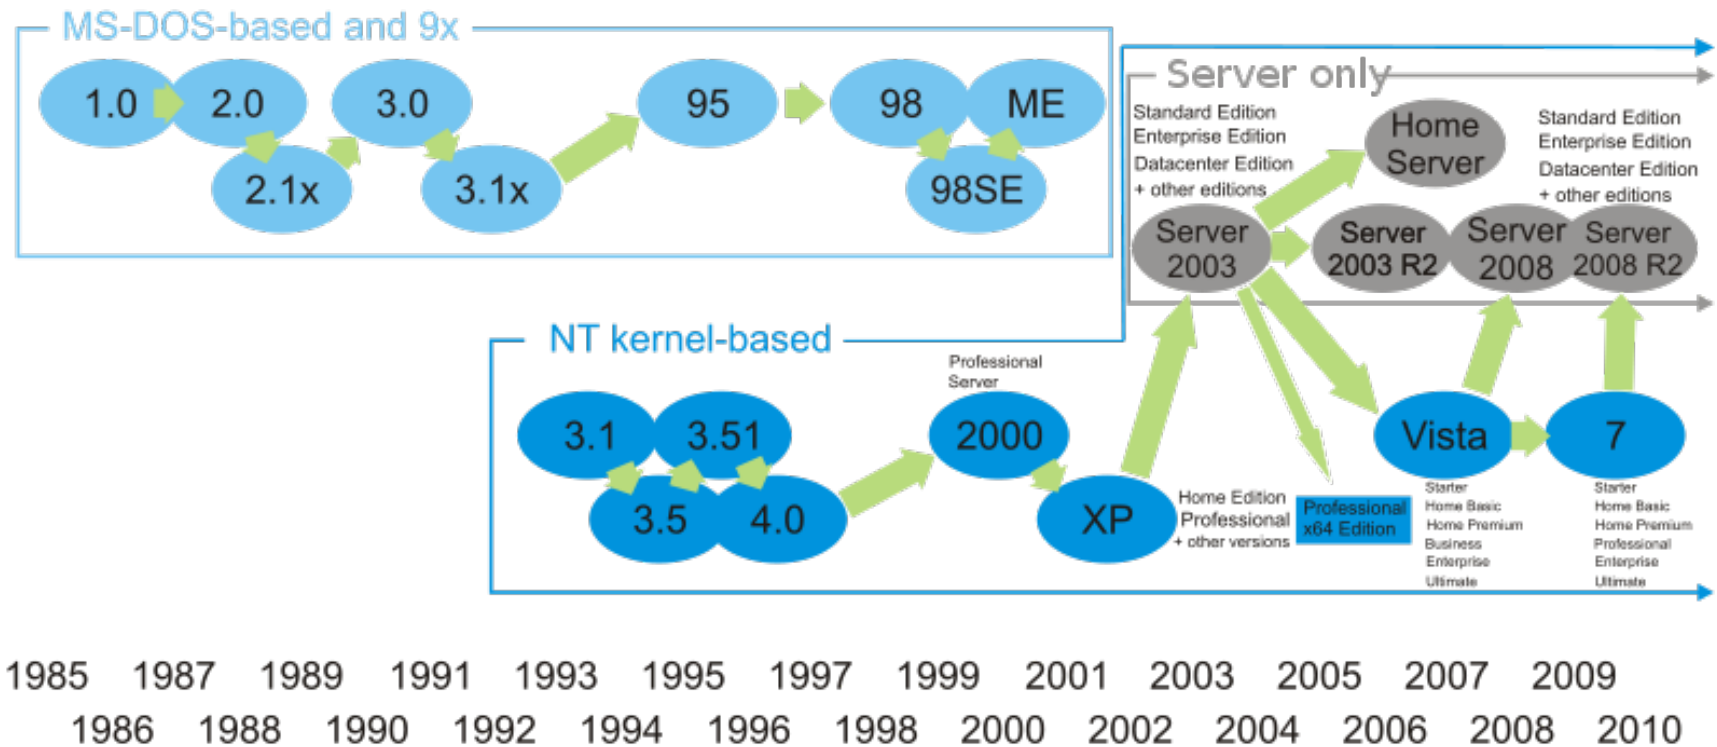 MS-DOS-based and 9x
1.0
2.0
3.0
95
98
ME
2.1x
3.1x
98SE
Server only
Standard Edition
Enterprise Edition
Datacenter Edition
+ other editions
Home
Server
Standard Edition
Enterprise Edition
Datacenter Edition
+ other editions
Server
2003
Server
2003 R2
Server
2008
Server
2008 R2
NT kernel-based
Professional
Server
3.1
3.51
2000
Vista
7
3.5
4.0
XP
Home Edition
Professional
+ other versions
Professional
x64 Edition
Starter
Home Basic
Home Premium
Business
Enterprise
Ultimate
Starter
Home Basic
Home Premium
Professional
Enterprise
Ultimate
1985 1987 1989 1991 1993 1995 1997 1999 2001 2003 2005 2007 2009
1986 1988 1990 1992 1994 1996 1998 2000 2002 2004 2006 2008 2010